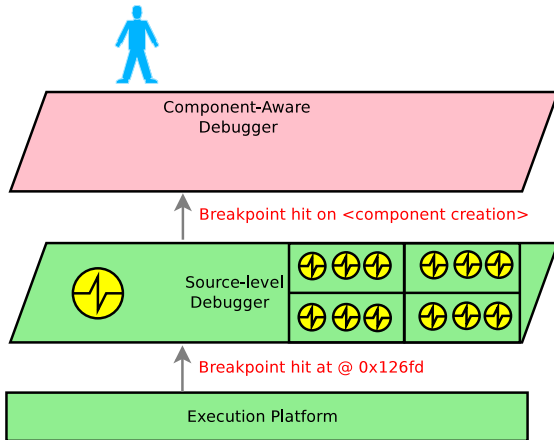 Component-Aware
Debugger
Breakpoint hit on <component creation>
Source-level
Debugger
Breakpoint hit at @ 0x126fd
Execution Platform